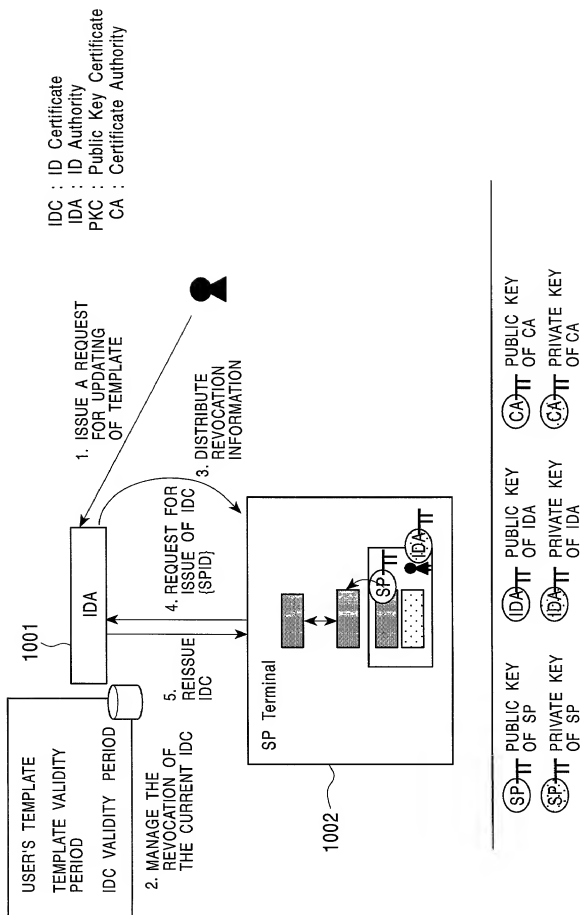 IDC : ID Certificate
IDA : ID Authority
PKC : Public Key Certificate
CA : Certificate Authority
1. ISSUE A REQUEST
FOR UPDATING
OF TEMPLATE
3. DISTRIBUTE
REVOCATION
INFORMATION
1001
IDA
4. REQUEST FOR
ISSUE OF IDC
{SPID}
5.
REISSUE
IDC
USER'S TEMPLATE
TEMPLATE VALIDITY
PERIOD
IDC VALIDITY PERIOD
2. MANAGE THE
REVOCATION OF
THE CURRENT IDC
SP Terminal
SP
IDA
1002
SP PUBLIC KEY
OF SP
IDA PUBLIC KEY
OF IDA
CA PUBLIC KEY
OF CA
SP PRIVATE KEY
OF SP
IDA PRIVATE KEY
OF IDA
CA PRIVATE KEY
OF CA